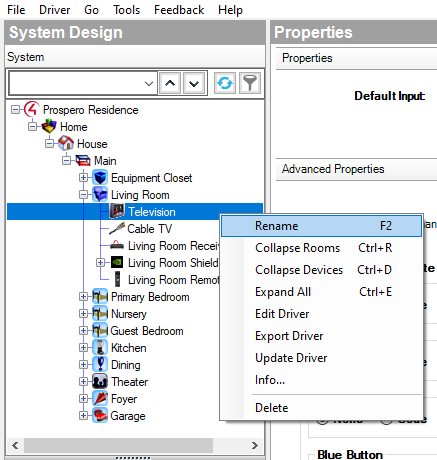 File Driver Go Tools Feedback Help
System Design
Properties
System
Properties
Default Input:
Prospero Residence
Home
House
Main
Equipment Closet
Advanced Properties
Living Room
Television
Cable TV
Living Room Recei
Living Room Shield
Living Room Remot
Primary Bedroom
Nursery
Guest Bedroom
Kitchen
Dining
Theater
Foyer
Garage
Rename F2
Collapse Rooms Ctrl+R
Collapse Devices Ctrl+D
Expand All Ctrl+E
Edit Driver
Export Driver
Update Driver
Info...
Delete
Blue Button